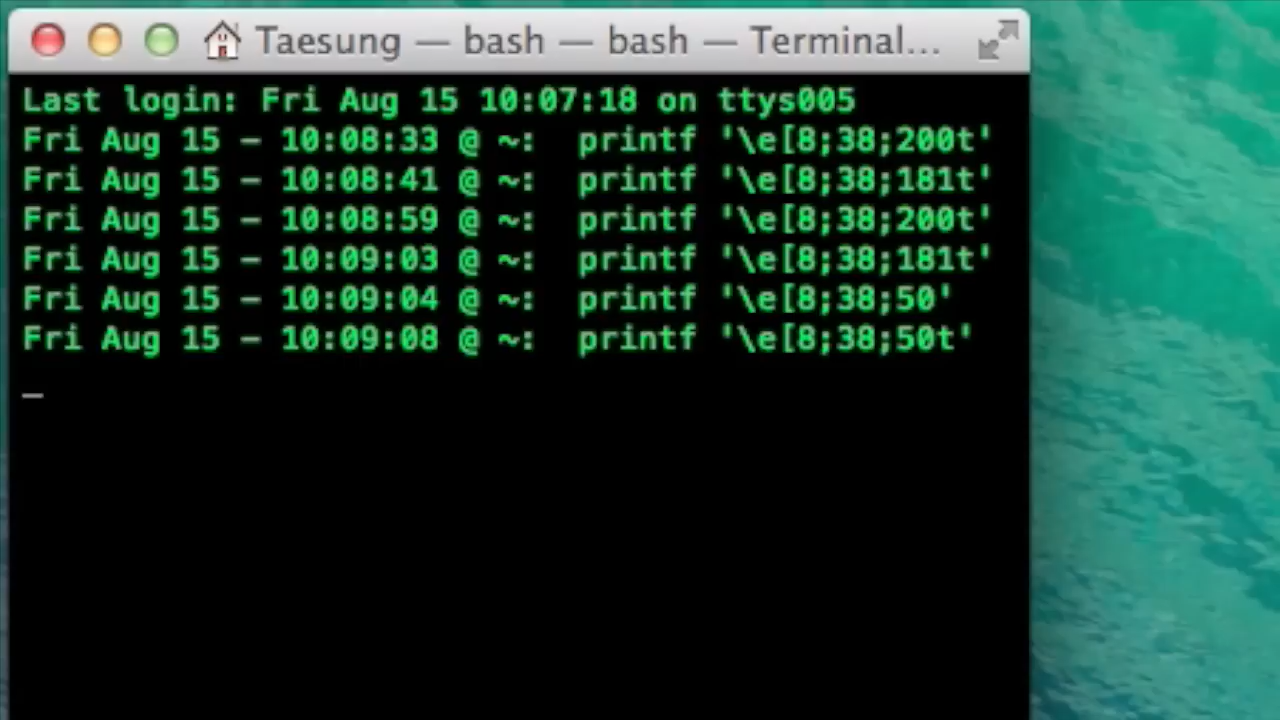 Taesung — bash — bash — Terminal…
Last login: Fri Aug 15 10:07:18 on ttys005
Fri Aug 15 – 10:08:33 @ ~:  printf '\e[8;38;200t'
Fri Aug 15 – 10:08:41 @ ~:  printf '\e[8;38;181t'
Fri Aug 15 – 10:08:59 @ ~:  printf '\e[8;38;200t'
Fri Aug 15 – 10:09:03 @ ~:  printf '\e[8;38;181t'
Fri Aug 15 – 10:09:04 @ ~:  printf '\e[8;38;50'
Fri Aug 15 – 10:09:08 @ ~:  printf '\e[8;38;50t'